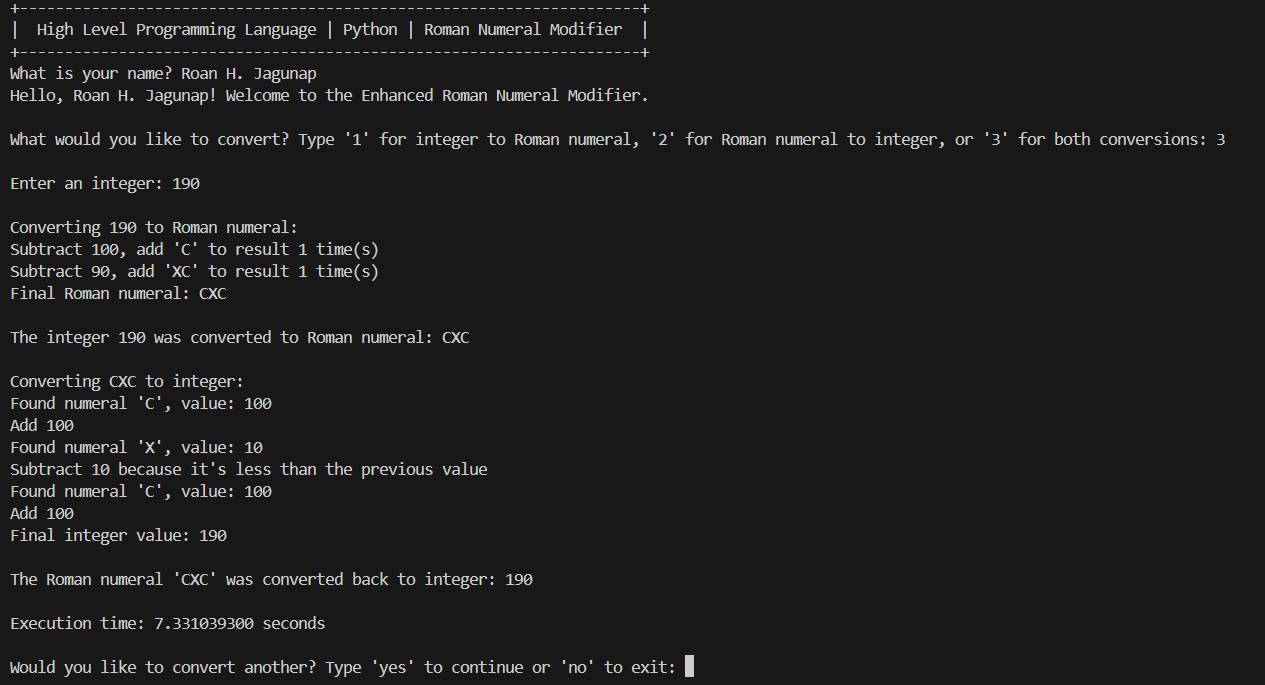 +---------------------------------------------------------------------+
|  High Level Programming Language | Python | Roman Numeral Modifier  |
+---------------------------------------------------------------------+
What is your name? Roan H. Jagunap
Hello, Roan H. Jagunap! Welcome to the Enhanced Roman Numeral Modifier.
What would you like to convert? Type '1' for integer to Roman numeral, '2' for Roman numeral to integer, or '3' for both conversions: 3
Enter an integer: 190
Converting 190 to Roman numeral:
Subtract 100, add 'C' to result 1 time(s)
Subtract 90, add 'XC' to result 1 time(s)
Final Roman numeral: CXC
The integer 190 was converted to Roman numeral: CXC
Converting CXC to integer:
Found numeral 'C', value: 100
Add 100
Found numeral 'X', value: 10
Subtract 10 because it's less than the previous value
Found numeral 'C', value: 100
Add 100
Final integer value: 190
The Roman numeral 'CXC' was converted back to integer: 190
Execution time: 7.331039300 seconds
Would you like to convert another? Type 'yes' to continue or 'no' to exit: